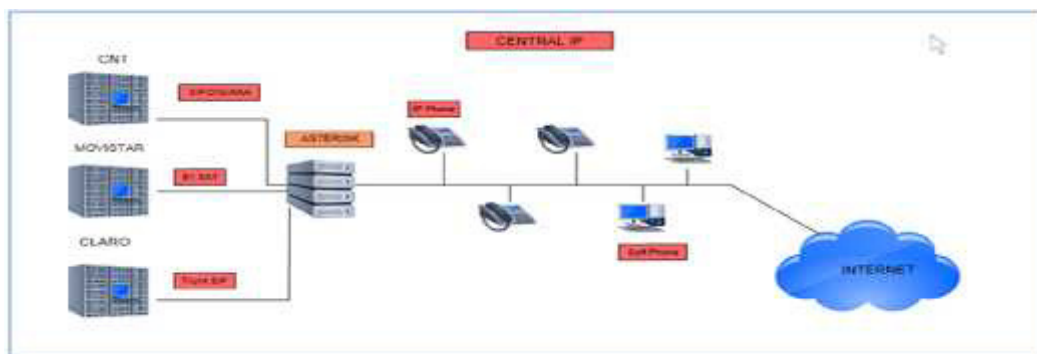 CENTRAL IP
CNT
ASTERISK
IP Phone
MOVISTAR
CLARO
Soft Phone
INTERNET